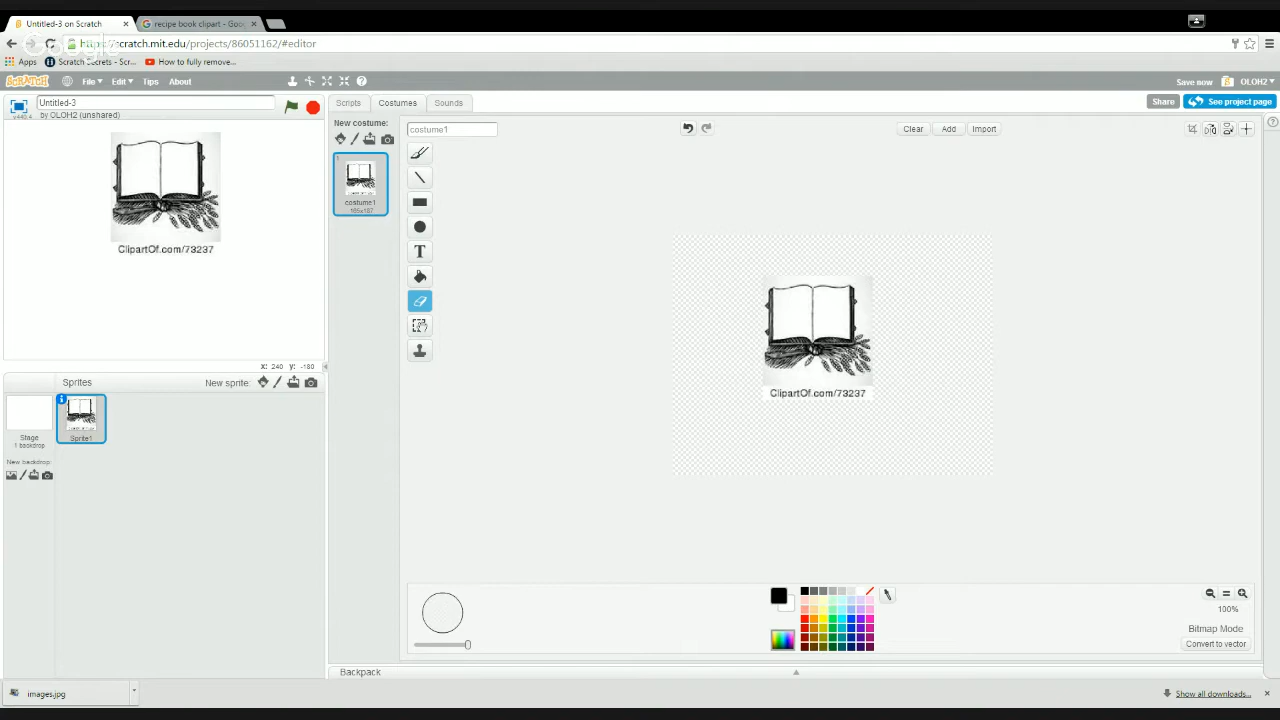 Untitled-3 on Scratch
recipe book clipart - Goo
https://scratch.mit.edu/projects/86051162/#editor
Google
Apps
Scratch Secrets - Scr...
How to fully remove...
SCRATCH
File
Edit
Tips
About
Save now
OLOH2
Untitled-3
by OLOH2 (unshared)
Scripts
Costumes
Sounds
Share
See project page
New costume:
costume1
Clear
Add
Import
1
costume1
ClipartOf.com/73237
T
ClipartOf.com/73237
x: 240 y: -180
Sprites
New sprite:
Stage
1 backdrop
Sprite1
New backdrop:
100%
Bitmap Mode
Convert to vector
Backpack
images.jpg
Show all downloads...